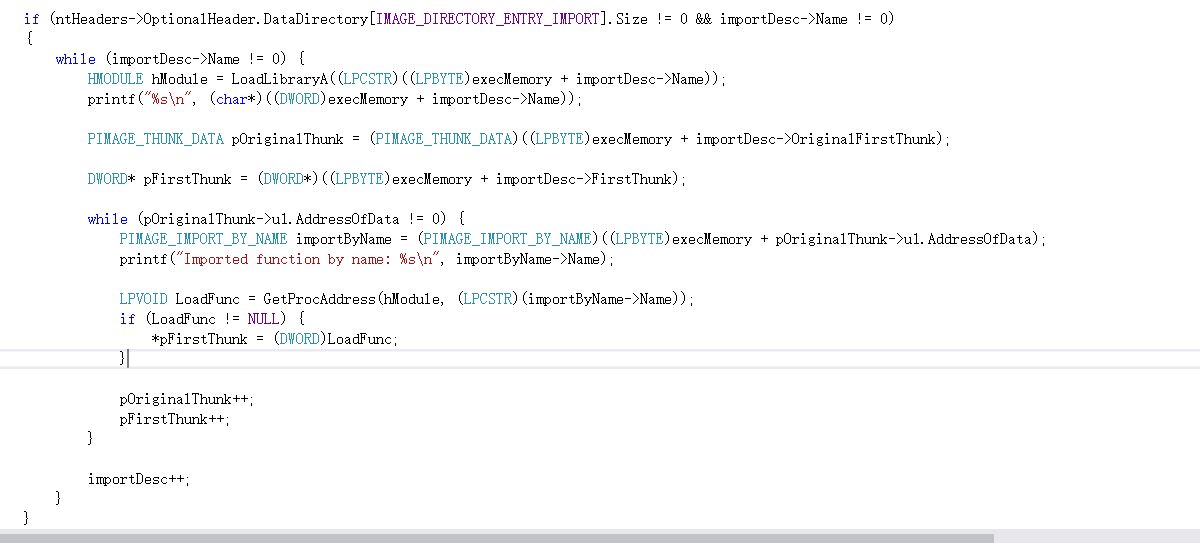 if (ntHeaders->OptionalHeader.DataDirectory[IMAGE_DIRECTORY_ENTRY_IMPORT].Size != 0 && importDesc->Name != 0)
{
while (importDesc->Name != 0) {
HMODULE hModule = LoadLibraryA((LPCSTR)((LPBYTE)execMemory + importDesc->Name));
printf("%s\n", (char*)((DWORD)execMemory + importDesc->Name));
PIMAGE_THUNK_DATA pOriginalThunk = (PIMAGE_THUNK_DATA)((LPBYTE)execMemory + importDesc->OriginalFirstThunk);
DWORD* pFirstThunk = (DWORD*)((LPBYTE)execMemory + importDesc->FirstThunk);
while (pOriginalThunk->u1.AddressOfData != 0) {
PIMAGE_IMPORT_BY_NAME importByName = (PIMAGE_IMPORT_BY_NAME)((LPBYTE)execMemory + pOriginalThunk->u1.AddressOfData);
printf("Imported function by name: %s\n", importByName->Name);
LPVOID LoadFunc = GetProcAddress(hModule, (LPCSTR)(importByName->Name));
if (LoadFunc != NULL) {
*pFirstThunk = (DWORD)LoadFunc;
}
pOriginalThunk++;
pFirstThunk++;
}
importDesc++;
}
}